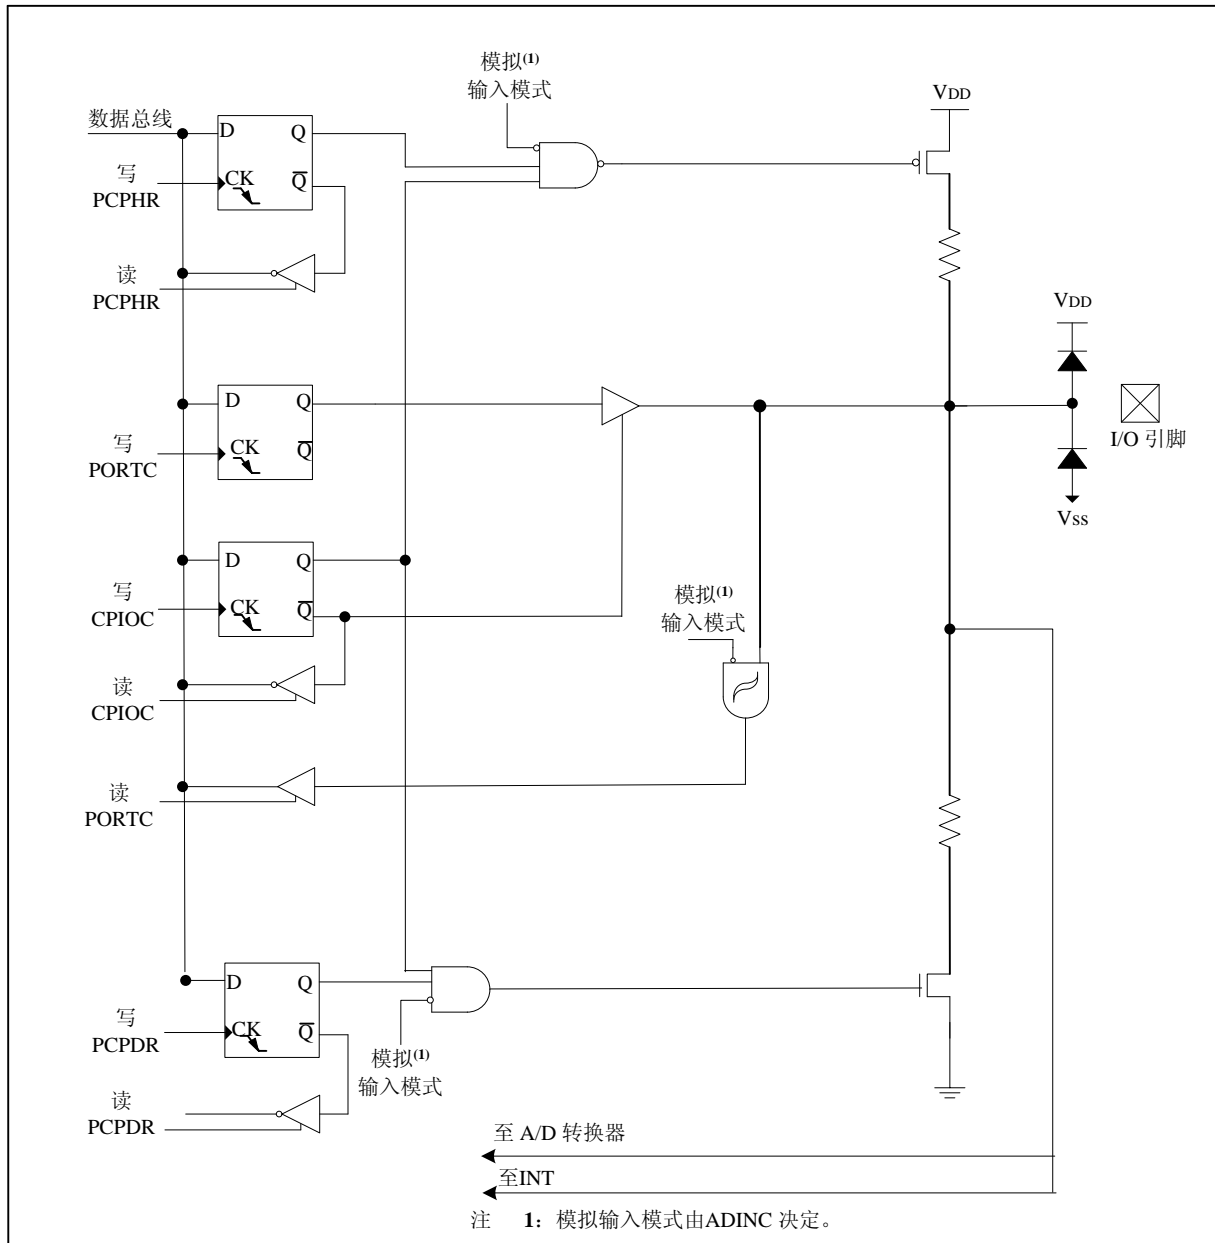 模拟(1)
输入模式
VDD
数据总线
D Q
写
PCPHR
CK Q̅
读
PCPHR
VDD
D Q
写
PORTC
CK Q̅
I/O 引脚
VSS
D Q
写
CPIOC
CK Q̅
模拟(1)
输入模式
读
CPIOC
读
PORTC
D Q
写
PCPDR
CK Q̅
模拟(1)
输入模式
读
PCPDR
至 A/D 转换器
至INT
注 1：模拟输入模式由ADINC 决定。